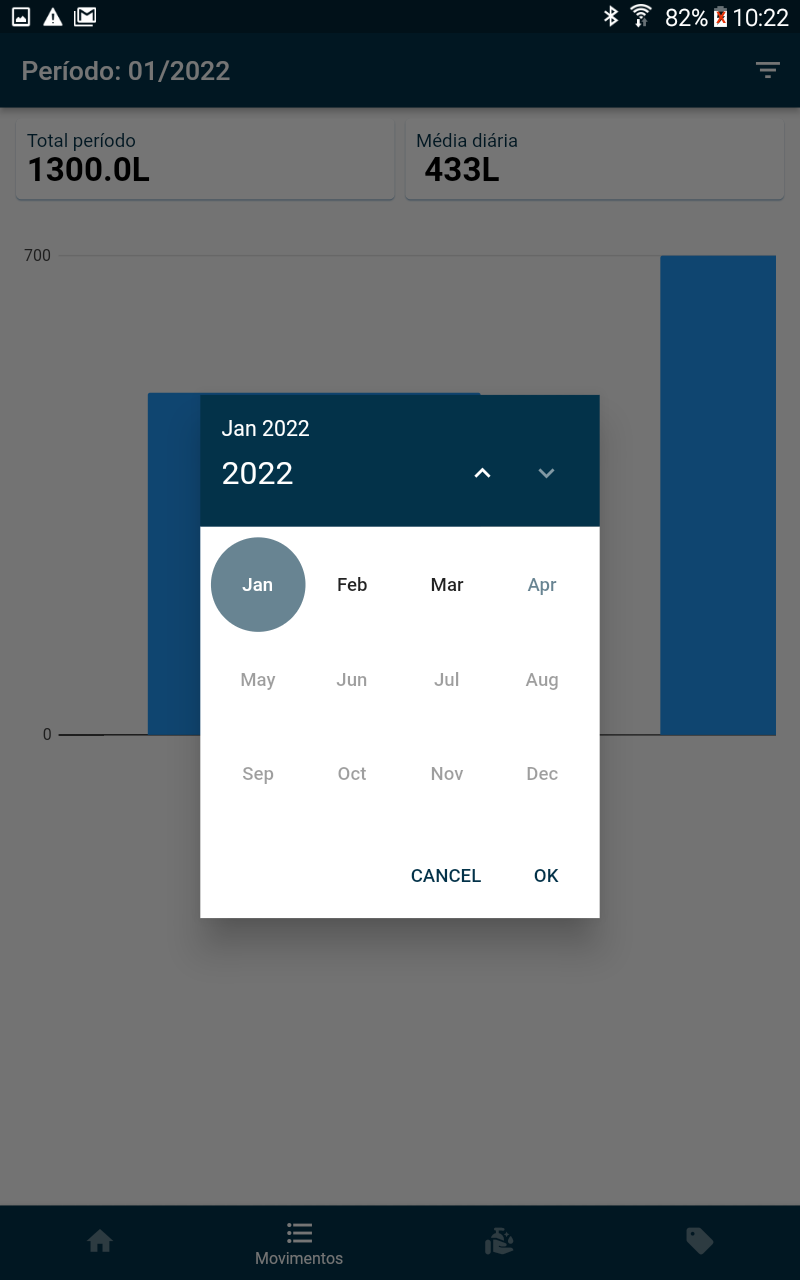 82% 10:22
Período: 01/2022
Total período
1300.0L
Média diária
433L
700
0
Jan 2022
2022
Jan Feb Mar Apr
May Jun Jul Aug
Sep Oct Nov Dec
CANCEL OK
Movimentos